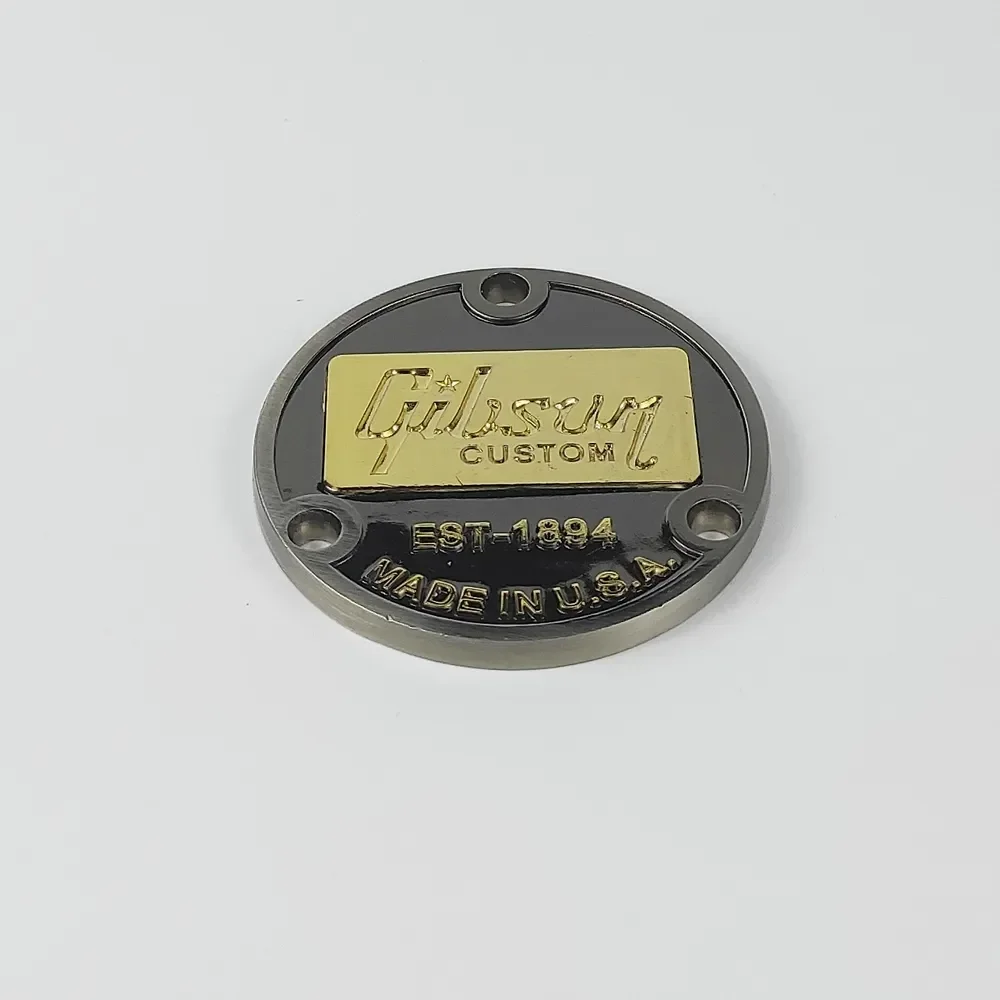 Gibson
CUSTOM
EST-1894
MADE IN U.S.A.